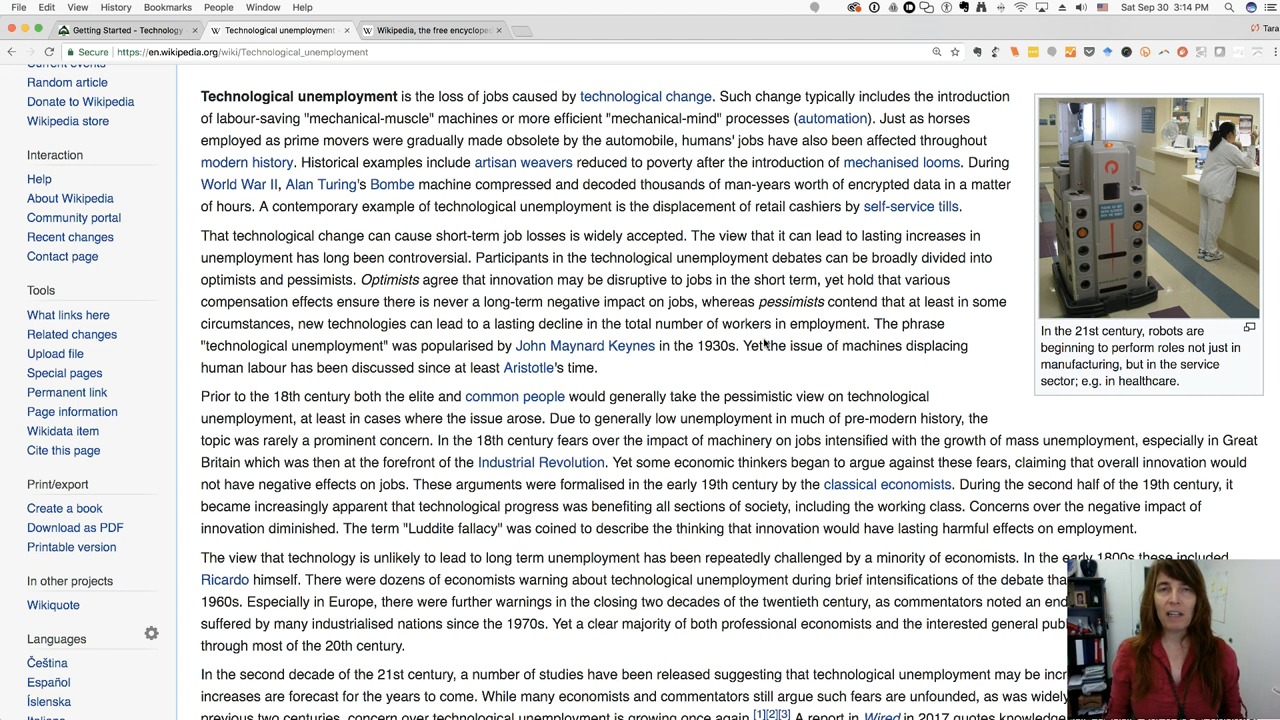 File Edit View History Bookmarks People Window Help
Sat Sep 30 3:14 PM
Getting Started - Technology
Technological unemployment -
Wikipedia, the free encyclope
Tara
Secure
https://en.wikipedia.org/wiki/Technological_unemployment
Current events
Random article
Donate to Wikipedia
Wikipedia store
Interaction
Help
About Wikipedia
Community portal
Recent changes
Contact page
Tools
What links here
Related changes
Upload file
Special pages
Permanent link
Page information
Wikidata item
Cite this page
Print/export
Create a book
Download as PDF
Printable version
In other projects
Wikiquote
Languages
Čeština
Español
Íslenska
Italiano
Technological unemployment is the loss of jobs caused by technological change. Such change typically includes the introduction
of labour-saving "mechanical-muscle" machines or more efficient "mechanical-mind" processes (automation). Just as horses
employed as prime movers were gradually made obsolete by the automobile, humans' jobs have also been affected throughout
modern history. Historical examples include artisan weavers reduced to poverty after the introduction of mechanised looms. During
World War II, Alan Turing's Bombe machine compressed and decoded thousands of man-years worth of encrypted data in a matter
of hours. A contemporary example of technological unemployment is the displacement of retail cashiers by self-service tills.
That technological change can cause short-term job losses is widely accepted. The view that it can lead to lasting increases in
unemployment has long been controversial. Participants in the technological unemployment debates can be broadly divided into
optimists and pessimists. Optimists agree that innovation may be disruptive to jobs in the short term, yet hold that various
compensation effects ensure there is never a long-term negative impact on jobs, whereas pessimists contend that at least in some
circumstances, new technologies can lead to a lasting decline in the total number of workers in employment. The phrase
"technological unemployment" was popularised by John Maynard Keynes in the 1930s. Yet the issue of machines displacing
human labour has been discussed since at least Aristotle's time.
In the 21st century, robots are
beginning to perform roles not just in
manufacturing, but in the service
sector; e.g. in healthcare.
Prior to the 18th century both the elite and common people would generally take the pessimistic view on technological
unemployment, at least in cases where the issue arose. Due to generally low unemployment in much of pre-modern history, the
topic was rarely a prominent concern. In the 18th century fears over the impact of machinery on jobs intensified with the growth of mass unemployment, especially in Great
Britain which was then at the forefront of the Industrial Revolution. Yet some economic thinkers began to argue against these fears, claiming that overall innovation would
not have negative effects on jobs. These arguments were formalised in the early 19th century by the classical economists. During the second half of the 19th century, it
became increasingly apparent that technological progress was benefiting all sections of society, including the working class. Concerns over the negative impact of
innovation diminished. The term "Luddite fallacy" was coined to describe the thinking that innovation would have lasting harmful effects on employment.
The view that technology is unlikely to lead to long term unemployment has been repeatedly challenged by a minority of economists. In the early 1800s these included
Ricardo himself. There were dozens of economists warning about technological unemployment during brief intensifications of the debate tha
1960s. Especially in Europe, there were further warnings in the closing two decades of the twentieth century, as commentators noted an end
suffered by many industrialised nations since the 1970s. Yet a clear majority of both professional economists and the interested general pub
through most of the 20th century.
In the second decade of the 21st century, a number of studies have been released suggesting that technological unemployment may be incr
increases are forecast for the years to come. While many economists and commentators still argue such fears are unfounded, as was widely
previous two centuries, concern over technological unemployment is growing once again.[1][2][3] A report in Wired in 2017 quotes knowledge